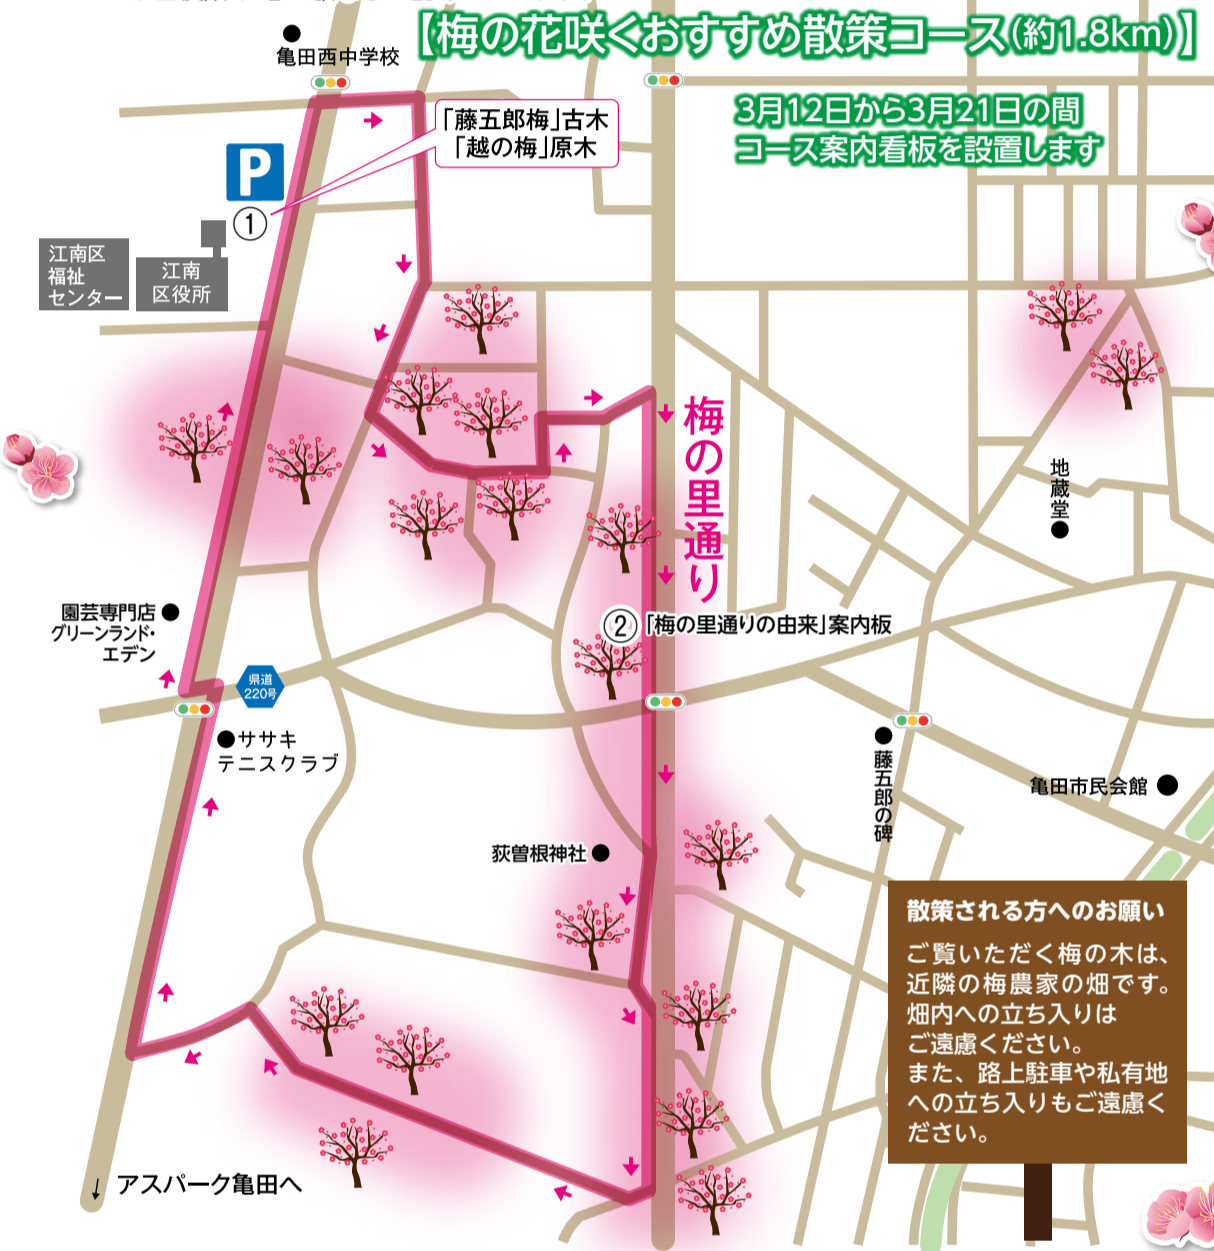 【梅の花咲くおすすめ散策コース(約1.8km)】
亀田西中学校
3月12日から3月21日の間
コース案内看板を設置します
「藤五郎梅」古木
「越の梅」原木
P
①
江南区
福祉
センター
江南
区役所
梅の里通り
地蔵堂
園芸専門店
グリーンランド・
エデン
②「梅の里通りの由来」案内板
県道
220号
ササキ
テニスクラブ
藤五郎の碑
亀田市民会館
荻曽根神社
散策される方へのお願い
ご覧いただく梅の木は、
近隣の梅農家の畑です。
畑内への立ち入りは
ご遠慮ください。
また、路上駐車や私有地
への立ち入りもご遠慮く
ださい。
↓ アスパーク亀田へ